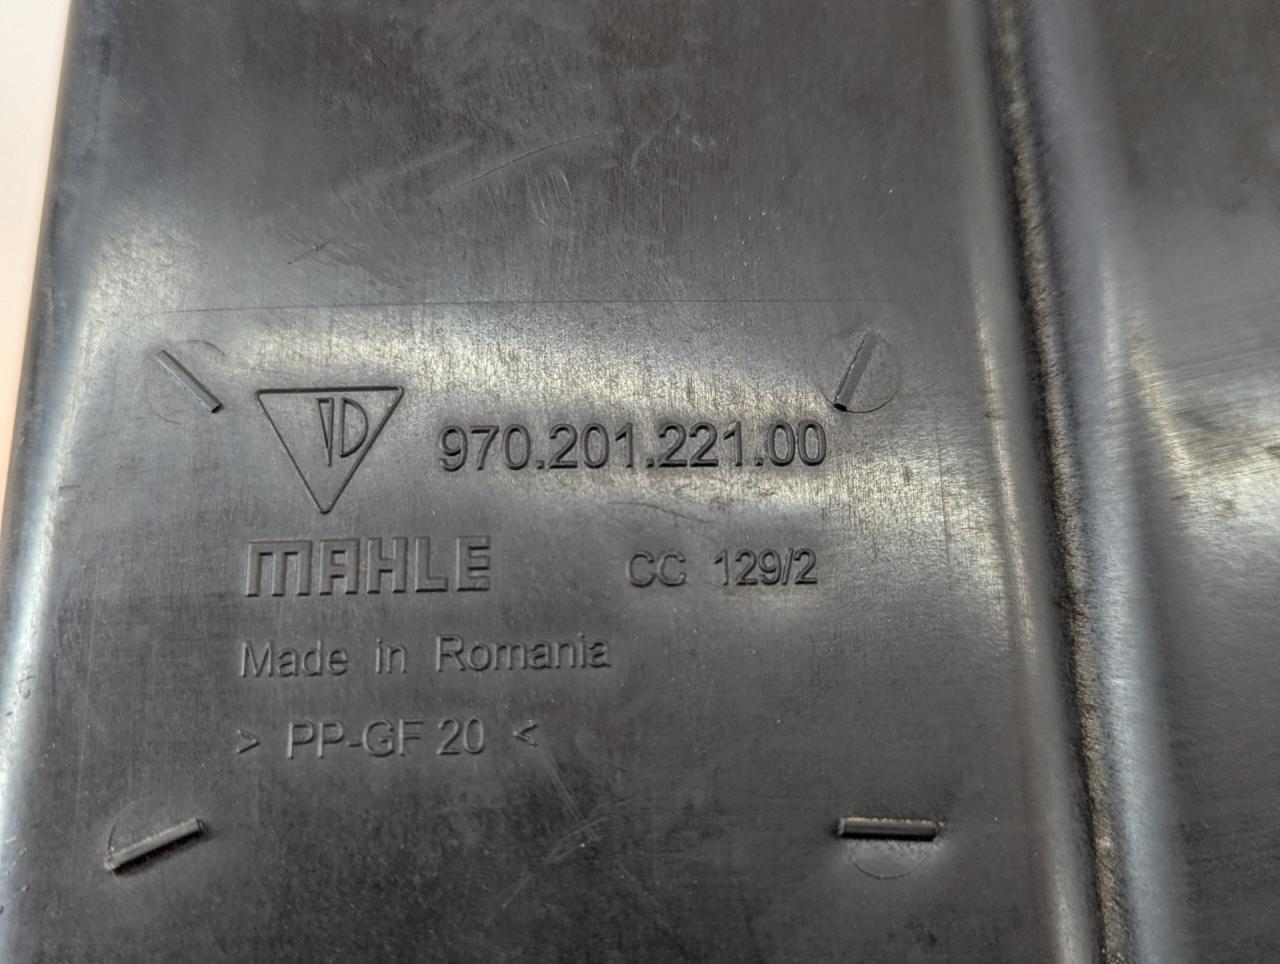 970.201.221.00
MAHLE CC 129/2
Made in Romania
> PP-GF 20 <